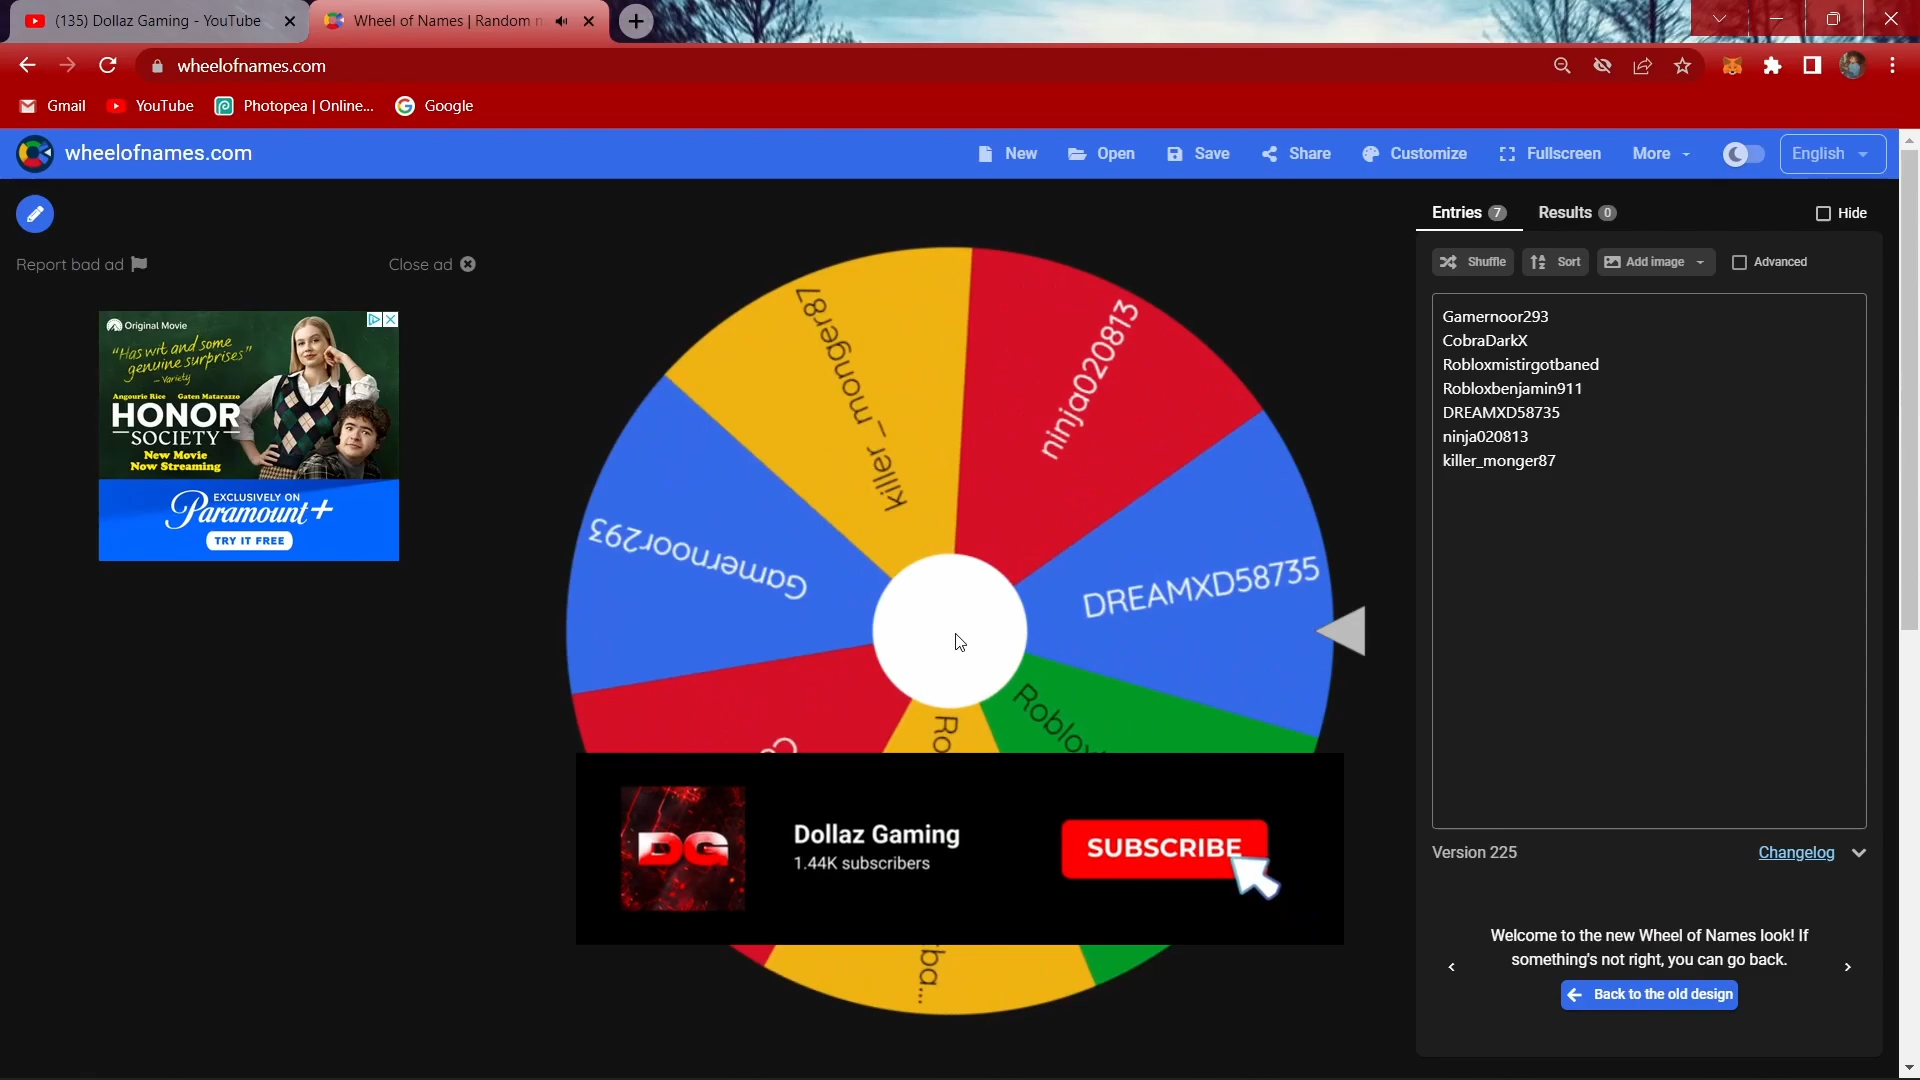 (135) Dollaz Gaming - YouTube
Wheel of Names | Random n
wheelofnames.com
Gmail
YouTube
Photopea | Online...
Google
wheelofnames.com
New
Open
Save
Share
Customize
Fullscreen
More
English
Report bad ad
Close ad
Original Movie
"Has wit and some
genuine surprises"
- Variety
Angourie Rice Gaten Matarazzo
HONOR
SOCIETY
New Movie
Now Streaming
EXCLUSIVELY ON
Paramount+
TRY IT FREE
killer_monger87
ninja020813
Gamernoor293
DREAMXD58735
Co
Ro
Roblox
ba...
Entries 7
Results 0
Hide
Shuffle
Sort
Add image
Advanced
Gamernoor293
CobraDarkX
Robloxmistirgotbaned
Robloxbenjamin911
DREAMXD58735
ninja020813
killer_monger87
DG
Dollaz Gaming
1.44K subscribers
SUBSCRIBE
Version 225
Changelog
Welcome to the new Wheel of Names look! If
something's not right, you can go back.
Back to the old design